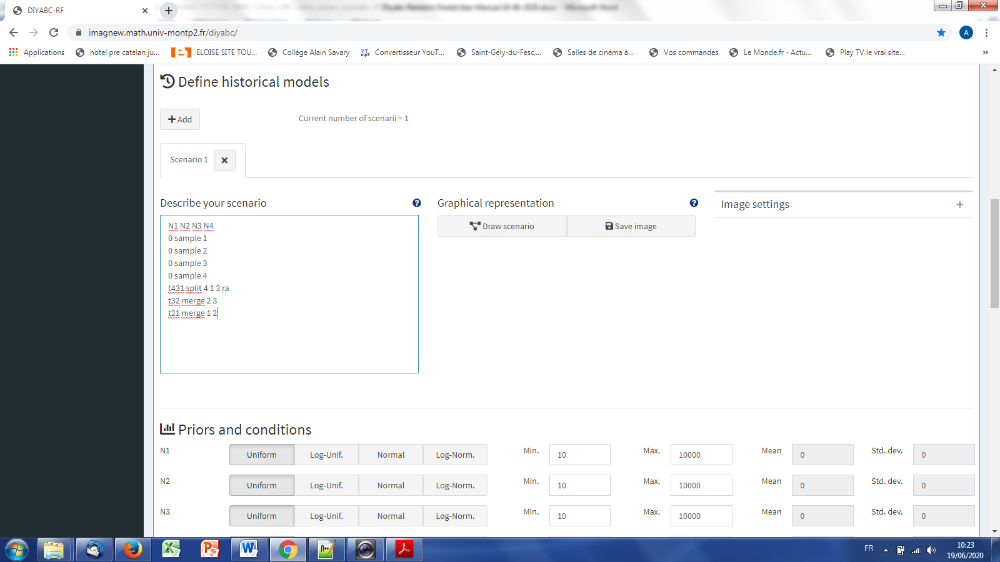 DIYABC-RF
Microsoft Word
imagnew.math.univ-montp2.fr/diyabc/
A
Applications
hotel pre catelan ju...
ELOISE SITE TOU...
Collège Alain Savary
YT mp3 Convertisseur YouT...
Saint-Gély-du-Fesc,...
Salles de cinéma à...
Vos commandes
Le Monde.fr - Actu...
Play TV le vrai site...
»
Define historical models
Add
Current number of scenarii = 1
Scenario 1
Describe your scenario
Graphical representation
Image settings
Draw scenario
Save image
N1 N2 N3 N4
0 sample 1
0 sample 2
0 sample 3
0 sample 4
t431 split 4 1 3 ra
t32 merge 2 3
t21 merge 1 2
Priors and conditions
N1 Uniform Log-Unif. Normal Log-Norm. Min. 10 Max. 10000 Mean 0 Std. dev. 0
N2 Uniform Log-Unif. Normal Log-Norm. Min. 10 Max. 10000 Mean 0 Std. dev. 0
N3 Uniform Log-Unif. Normal Log-Norm. Min. 10 Max. 10000 Mean 0 Std. dev. 0
FR
10:23
19/06/2020